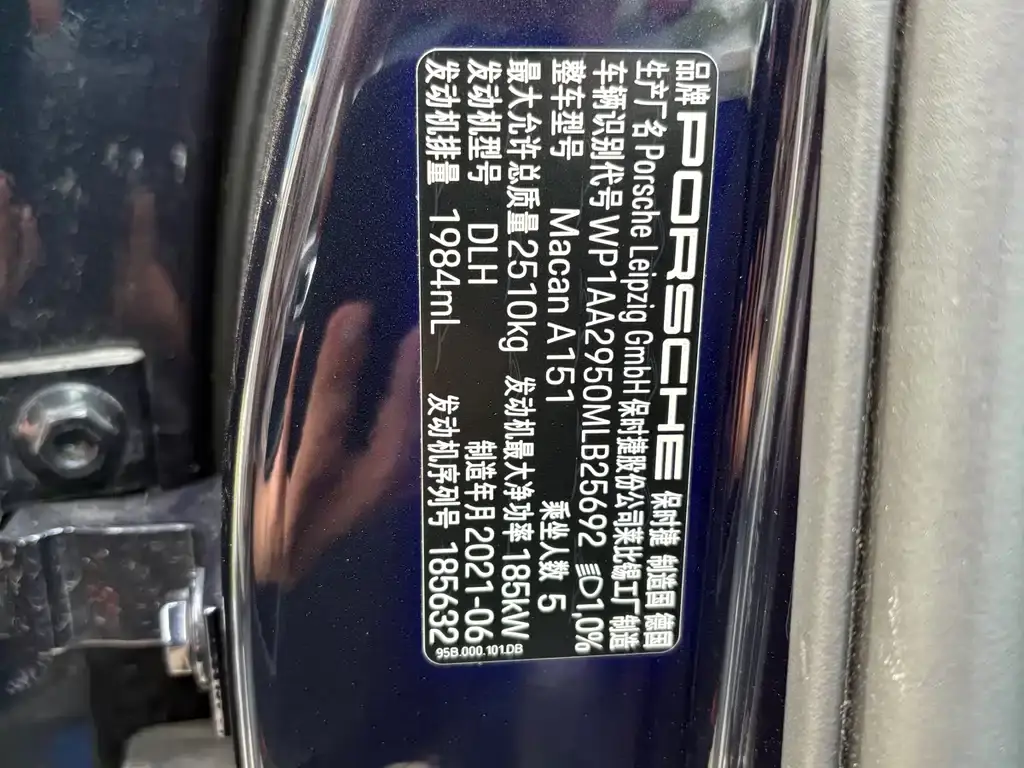 品牌 PORSCHE 保时捷 制造国 德国
生产厂名 Porsche Leipzig GmbH 保时捷股份公司莱比锡工厂 制造
车辆识别代号 WP1AA2950MLB25692 1,0%
整车型号 Macan A151 乘坐人数 5
最大允许总质量 2510kg 发动机最大净功率 185kW
发动机型号 DLH 制造年月 2021-06
发动机排量 1984mL 发动机序列号 185632
95B.000.101.DB